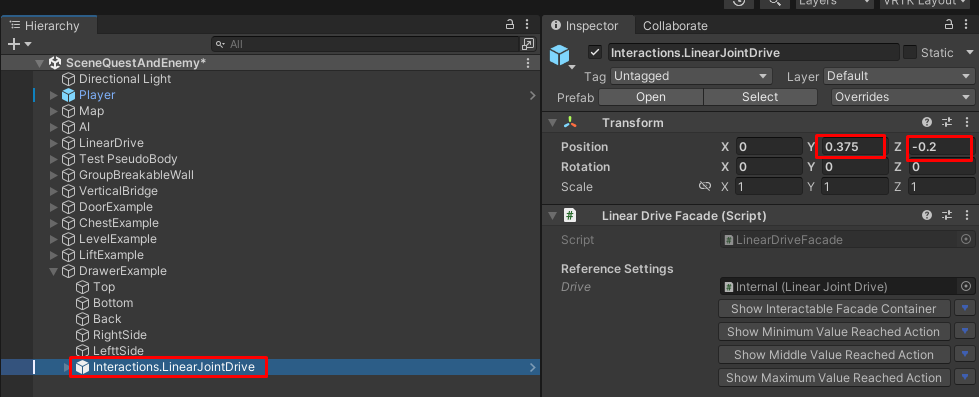 Layers
VRTK Layout
Hierarchy
All
SceneQuestAndEnemy*
Directional Light
Player
Map
AI
LinearDrive
Test PseudoBody
GroupBreakableWall
VerticalBridge
DoorExample
ChestExample
LevelExample
LiftExample
DrawerExample
Top
Bottom
Back
RightSide
LefttSide
Interactions.LinearJointDrive
Inspector Collaborate
Interactions.LinearJointDrive Static
Tag Untagged Layer Default
Prefab Open Select Overrides
Transform
Position X 0 Y 0.375 Z -0.2
Rotation X 0 Y 0 Z 0
Scale X 1 Y 1 Z 1
# Linear Drive Facade (Script)
Script # LinearDriveFacade
Reference Settings
Drive # Internal (Linear Joint Drive)
Show Interactable Facade Container
Show Minimum Value Reached Action
Show Middle Value Reached Action
Show Maximum Value Reached Action